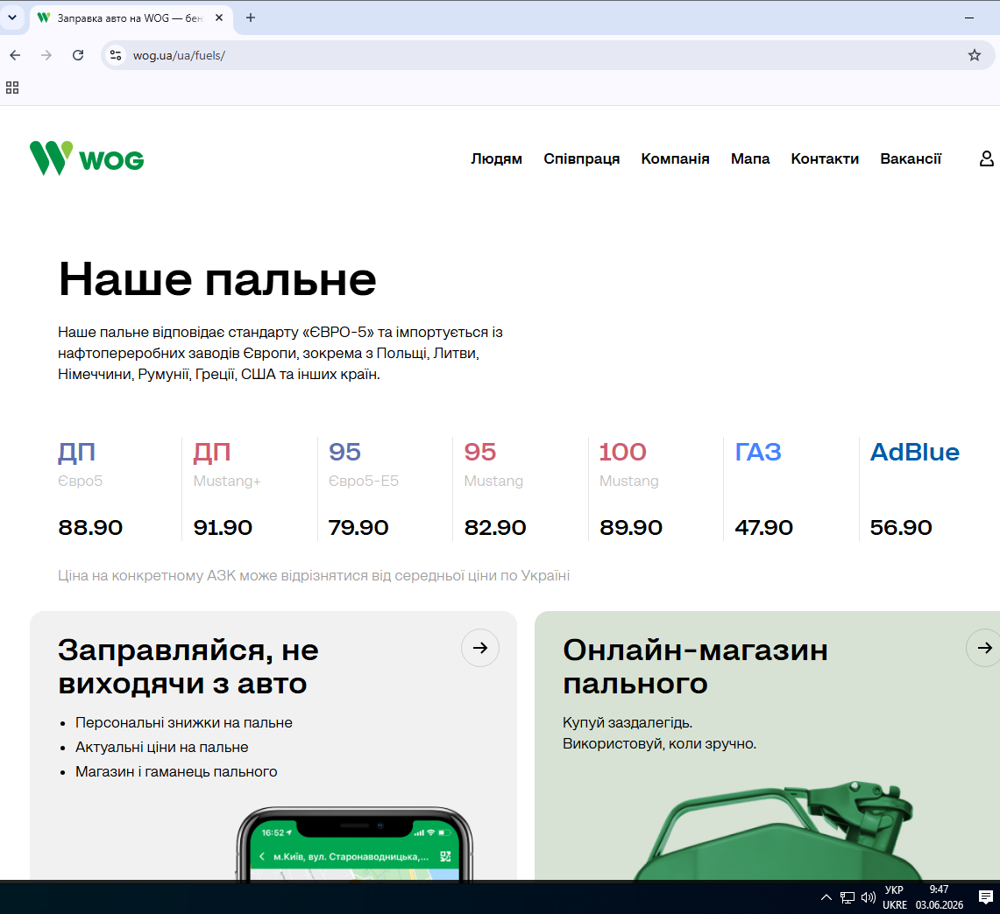 Заправка авто на WOG — бен
wog.ua/ua/fuels/
WOG
Людям Співпраця Компанія Мапа Контакти Вакансії
Наше пальне
Наше пальне відповідає стандарту «ЄВРО-5» та імпортується із
нафтопереробних заводів Європи, зокрема з Польщі, Литви,
Німеччини, Румунії, Греції, США та інших країн.
ДП ДП 95 95 100 ГАЗ AdBlue
Євро5 Mustang+ Євро5-Е5 Mustang Mustang
88.90 91.90 79.90 82.90 89.90 47.90 56.90
Ціна на конкретному АЗК може відрізнятися від середньої ціни по Україні
Заправляйся, не
виходячи з авто
Персональні знижки на пальне
Актуальні ціни на пальне
Магазин і гаманець пального
16:52
м.Київ, вул. Старонаводницька,...
Онлайн-магазин
пального
Купуй заздалегідь.
Використовуй, коли зручно.
УКР 9:47
UKRE 03.06.2026